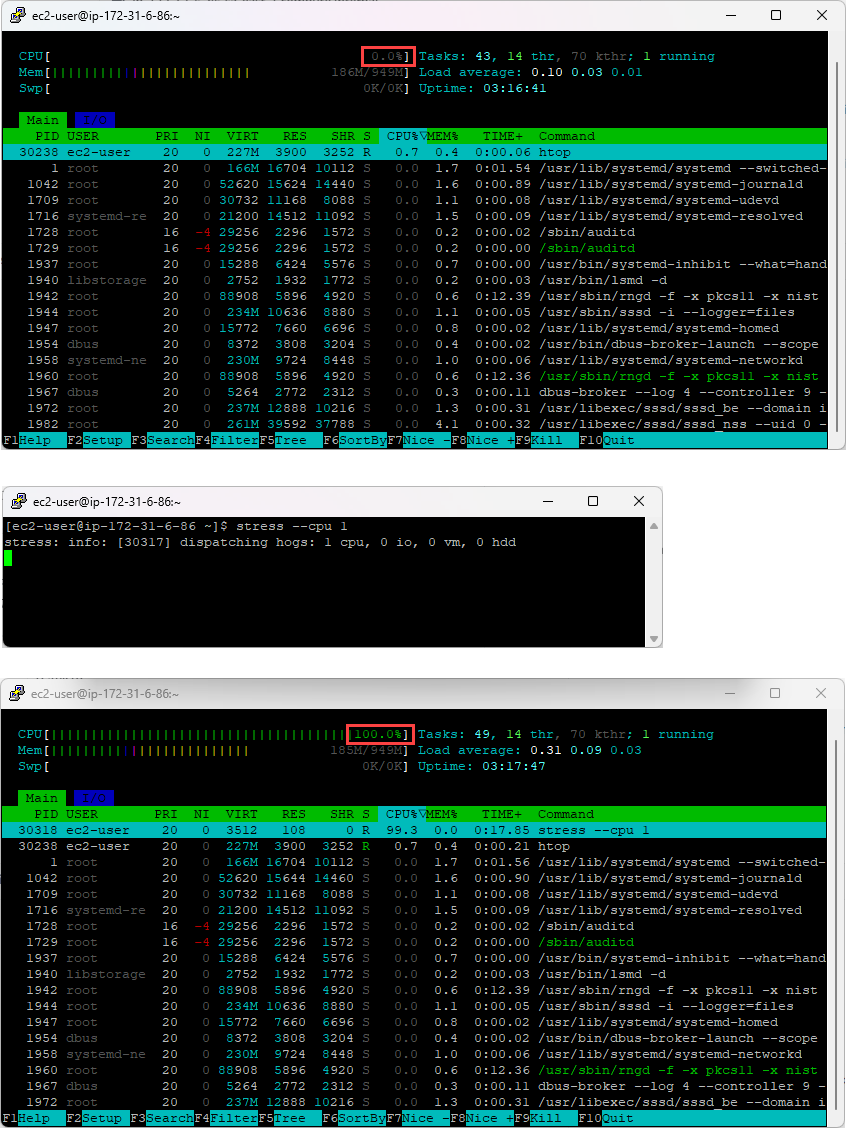 ec2-user@ip-172-31-6-86:~
CPU[ 0.0%] Tasks: 43, 14 thr, 70 kthr; 1 running
Mem[|||||||||||||||||||||||||| 186M/949M] Load average: 0.10 0.03 0.01
Swp[ 0K/0K] Uptime: 03:16:41
Main I/O
PID USER PRI NI VIRT RES SHR S CPU%▽MEM% TIME+ Command
30238 ec2-user 20 0 227M 3900 3252 R 0.7 0.4 0:00.06 htop
1 root 20 0 166M 16704 10112 S 0.0 1.7 0:01.54 /usr/lib/systemd/systemd --switched-
1042 root 20 0 52620 15624 14440 S 0.0 1.6 0:00.89 /usr/lib/systemd/systemd-journald
1709 root 20 0 30732 11168 8088 S 0.0 1.1 0:00.08 /usr/lib/systemd/systemd-udevd
1716 systemd-re 20 0 21200 14512 11092 S 0.0 1.5 0:00.09 /usr/lib/systemd/systemd-resolved
1728 root 16 -4 29256 2296 1572 S 0.0 0.2 0:00.02 /sbin/auditd
1729 root 16 -4 29256 2296 1572 S 0.0 0.2 0:00.00 /sbin/auditd
1937 root 20 0 15288 6424 5576 S 0.0 0.7 0:00.00 /usr/bin/systemd-inhibit --what=hand
1940 libstorage 20 0 2752 1932 1772 S 0.0 0.2 0:00.03 /usr/bin/lsmd -d
1942 root 20 0 88908 5896 4920 S 0.0 0.6 0:12.39 /usr/sbin/rngd -f -x pkcs11 -x nist
1944 root 20 0 234M 10636 8880 S 0.0 1.1 0:00.05 /usr/sbin/sssd -i --logger=files
1947 root 20 0 15772 7660 6696 S 0.0 0.8 0:00.02 /usr/lib/systemd/systemd-homed
1954 dbus 20 0 8372 3808 3204 S 0.0 0.4 0:00.02 /usr/bin/dbus-broker-launch --scope
1958 systemd-ne 20 0 230M 9724 8448 S 0.0 1.0 0:00.06 /usr/lib/systemd/systemd-networkd
1960 root 20 0 88908 5896 4920 S 0.0 0.6 0:12.36 /usr/sbin/rngd -f -x pkcs11 -x nist
1967 dbus 20 0 5264 2772 2312 S 0.0 0.3 0:00.11 dbus-broker --log 4 --controller 9 -
1972 root 20 0 237M 12888 10216 S 0.0 1.3 0:00.31 /usr/libexec/sssd/sssd_be --domain i
1982 root 20 0 261M 39592 37788 S 0.0 4.1 0:00.32 /usr/libexec/sssd/sssd_nss --uid 0 -
F1Help F2Setup F3SearchF4FilterF5Tree F6SortByF7Nice -F8Nice +F9Kill F10Quit
ec2-user@ip-172-31-6-86:~
[ec2-user@ip-172-31-6-86 ~]$ stress --cpu 1
stress: info: [30317] dispatching hogs: 1 cpu, 0 io, 0 vm, 0 hdd
ec2-user@ip-172-31-6-86:~
CPU[||||||||||||||||||||||||||||||||||||||100.0%] Tasks: 49, 14 thr, 70 kthr; 1 running
Mem[|||||||||||||||||||||||||| 185M/949M] Load average: 0.31 0.09 0.03
Swp[ 0K/0K] Uptime: 03:17:47
Main I/O
PID USER PRI NI VIRT RES SHR S CPU%▽MEM% TIME+ Command
30318 ec2-user 20 0 3512 108 0 R 99.3 0.0 0:17.85 stress --cpu 1
30238 ec2-user 20 0 227M 3900 3252 R 0.7 0.4 0:00.21 htop
1 root 20 0 166M 16704 10112 S 0.0 1.7 0:01.56 /usr/lib/systemd/systemd --switched-
1042 root 20 0 52620 15644 14460 S 0.0 1.6 0:00.90 /usr/lib/systemd/systemd-journald
1709 root 20 0 30732 11168 8088 S 0.0 1.1 0:00.08 /usr/lib/systemd/systemd-udevd
1716 systemd-re 20 0 21200 14512 11092 S 0.0 1.5 0:00.09 /usr/lib/systemd/systemd-resolved
1728 root 16 -4 29256 2296 1572 S 0.0 0.2 0:00.02 /sbin/auditd
1729 root 16 -4 29256 2296 1572 S 0.0 0.2 0:00.00 /sbin/auditd
1937 root 20 0 15288 6424 5576 S 0.0 0.7 0:00.00 /usr/bin/systemd-inhibit --what=hand
1940 libstorage 20 0 2752 1932 1772 S 0.0 0.2 0:00.03 /usr/bin/lsmd -d
1942 root 20 0 88908 5896 4920 S 0.0 0.6 0:12.39 /usr/sbin/rngd -f -x pkcs11 -x nist
1944 root 20 0 234M 10636 8880 S 0.0 1.1 0:00.05 /usr/sbin/sssd -i --logger=files
1947 root 20 0 15772 7660 6696 S 0.0 0.8 0:00.02 /usr/lib/systemd/systemd-homed
1954 dbus 20 0 8372 3808 3204 S 0.0 0.4 0:00.02 /usr/bin/dbus-broker-launch --scope
1958 systemd-ne 20 0 230M 9724 8448 S 0.0 1.0 0:00.06 /usr/lib/systemd/systemd-networkd
1960 root 20 0 88908 5896 4920 S 0.0 0.6 0:12.36 /usr/sbin/rngd -f -x pkcs11 -x nist
1967 dbus 20 0 5264 2772 2312 S 0.0 0.3 0:00.11 dbus-broker --log 4 --controller 9 -
1972 root 20 0 237M 12888 10216 S 0.0 1.3 0:00.31 /usr/libexec/sssd/sssd_be --domain i
F1Help F2Setup F3SearchF4FilterF5Tree F6SortByF7Nice -F8Nice +F9Kill F10Quit